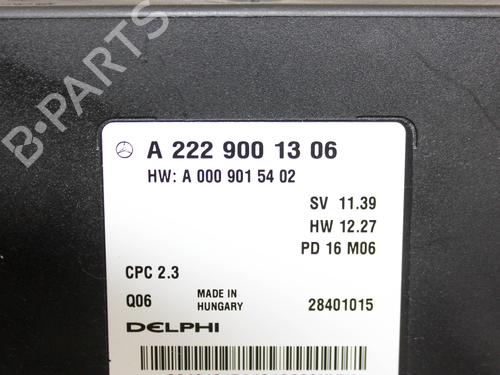 B-PARTS
A 222 900 13 06
HW: A 000 901 54 02
SV 11.39
HW 12.27
PD 16 M06
CPC 2.3
Q06 MADE IN HUNGARY 28401015
DELPHI